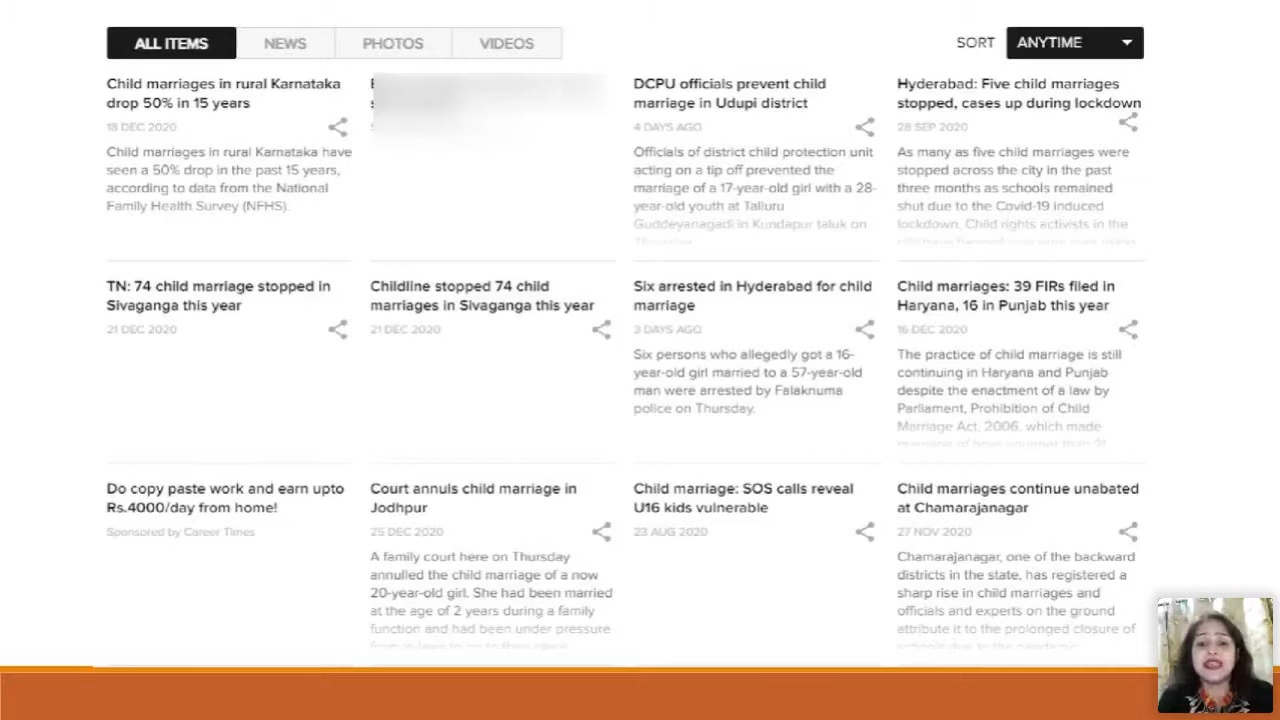 ALL ITEMS
NEWS
PHOTOS
VIDEOS
SORT
ANYTIME
Child marriages in rural Karnataka
drop 50% in 15 years
18 DEC 2020
Child marriages in rural Karnataka have
seen a 50% drop in the past 15 years,
according to data from the National
Family Health Survey (NFHS).
DCPU officials prevent child
marriage in Udupi district
4 DAYS AGO
Officials of district child protection unit
acting on a tip off prevented the
marriage of a 17-year-old girl with a 28-
year-old youth at Talluru
Guddeyanagadi in Kundapur taluk on
Thursday
Hyderabad: Five child marriages
stopped, cases up during lockdown
28 SEP 2020
As many as five child marriages were
stopped across the city in the past
three months as schools remained
shut due to the Covid-19 induced
lockdown. Child rights activists in the
TN: 74 child marriage stopped in
Sivaganga this year
21 DEC 2020
Childline stopped 74 child
marriages in Sivaganga this year
21 DEC 2020
Six arrested in Hyderabad for child
marriage
3 DAYS AGO
Six persons who allegedly got a 16-
year-old girl married to a 57-year-old
man were arrested by Falaknuma
police on Thursday.
Child marriages: 39 FIRs filed in
Haryana, 16 in Punjab this year
16 DEC 2020
The practice of child marriage is still
continuing in Haryana and Punjab
despite the enactment of a law by
Parliament, Prohibition of Child
Marriage Act, 2006, which made
Do copy paste work and earn upto
Rs.4000/day from home!
Sponsored by Career Times
Court annuls child marriage in
Jodhpur
25 DEC 2020
A family court here on Thursday
annulled the child marriage of a now
20-year-old girl. She had been married
at the age of 2 years during a family
function and had been under pressure
Child marriage: SOS calls reveal
U16 kids vulnerable
23 AUG 2020
Child marriages continue unabated
at Chamarajanagar
27 NOV 2020
Chamarajanagar, one of the backward
districts in the state, has registered a
sharp rise in child marriages and
officials and experts on the ground
attribute it to the prolonged closure of